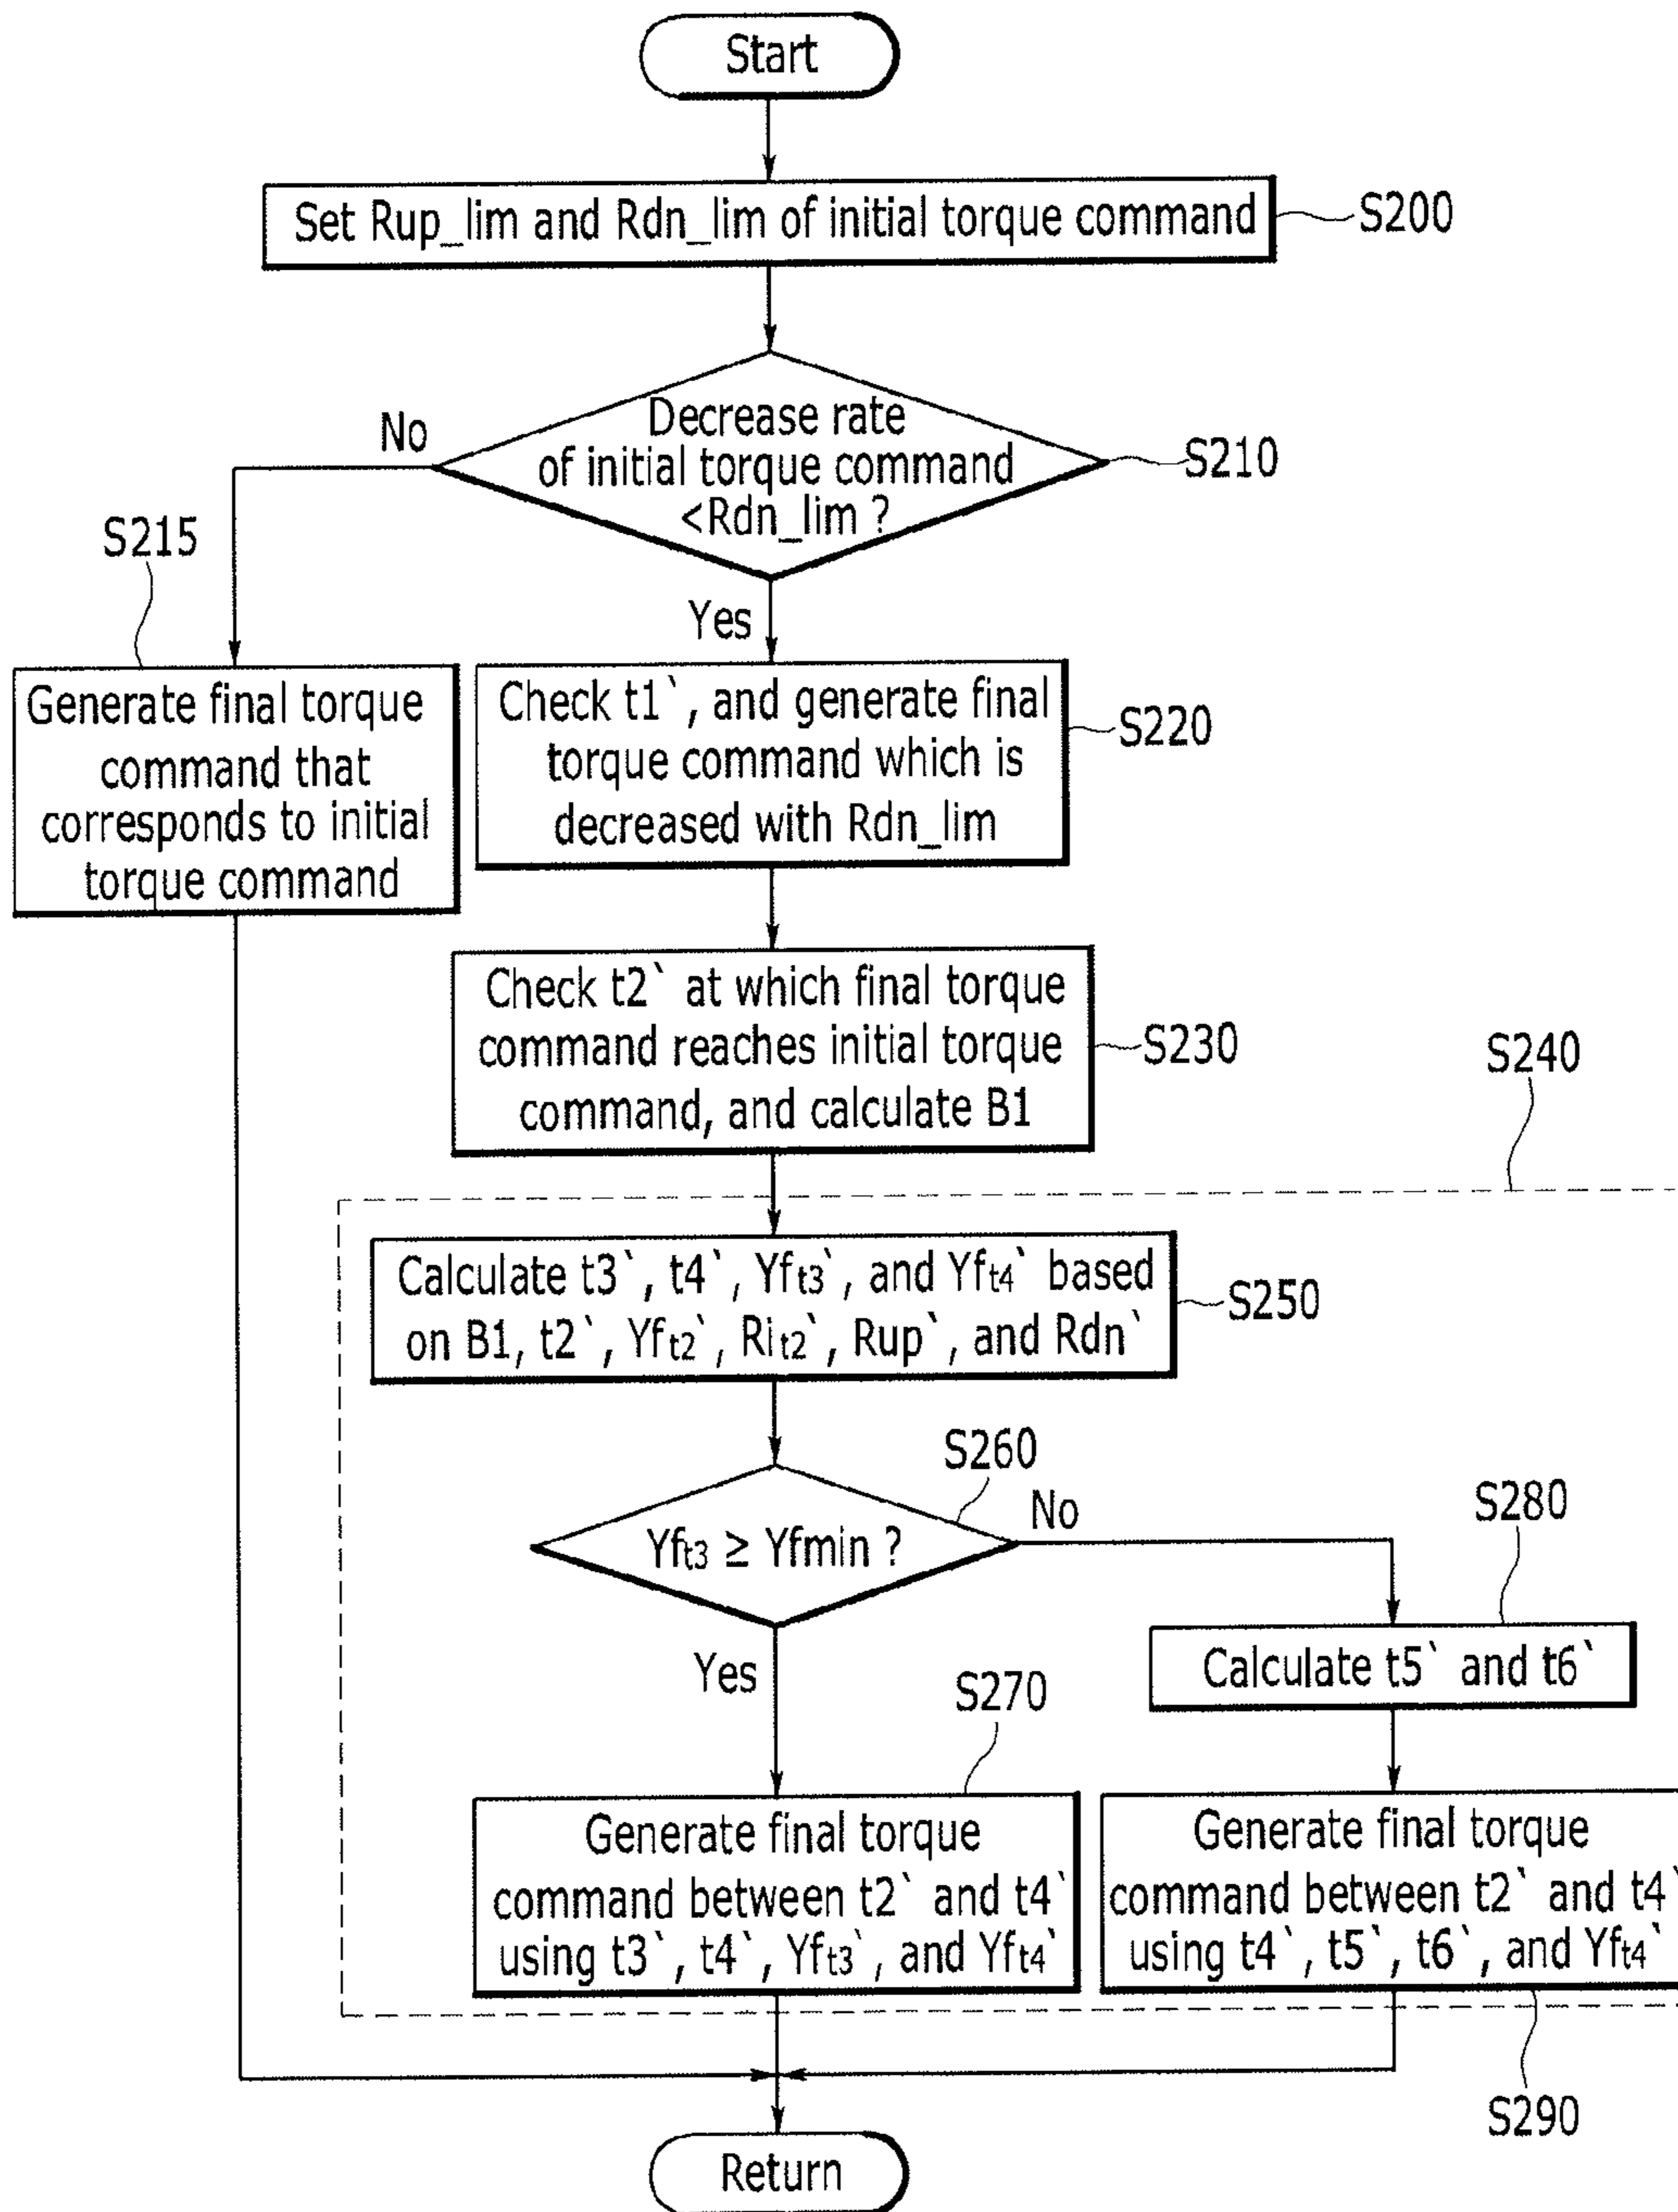 Start
Set Rup_lim and Rdn_lim of initial torque command
S200
Decrease rate
of initial torque command
<Rdn_lim ?
S210
No
Yes
S215
Generate final torque
command that
corresponds to initial
torque command
Check t1`, and generate final
torque command which is
decreased with Rdn_lim
S220
Check t2` at which final torque
command reaches initial torque
command, and calculate B1
S230
S240
Calculate t3`, t4`, Yft3`, and Yft4` based
on B1, t2`, Yft2`, Rit2`, Rup`, and Rdn`
S250
Yft3 ≥ Yfmin ?
S260
No
Yes
S280
Calculate t5` and t6`
S270
Generate final torque
command between t2` and t4`
using t3`, t4`, Yft3`, and Yft4`
Generate final torque
command between t2` and t4`
using t4`, t5`, t6`, and Yft4`
S290
Return